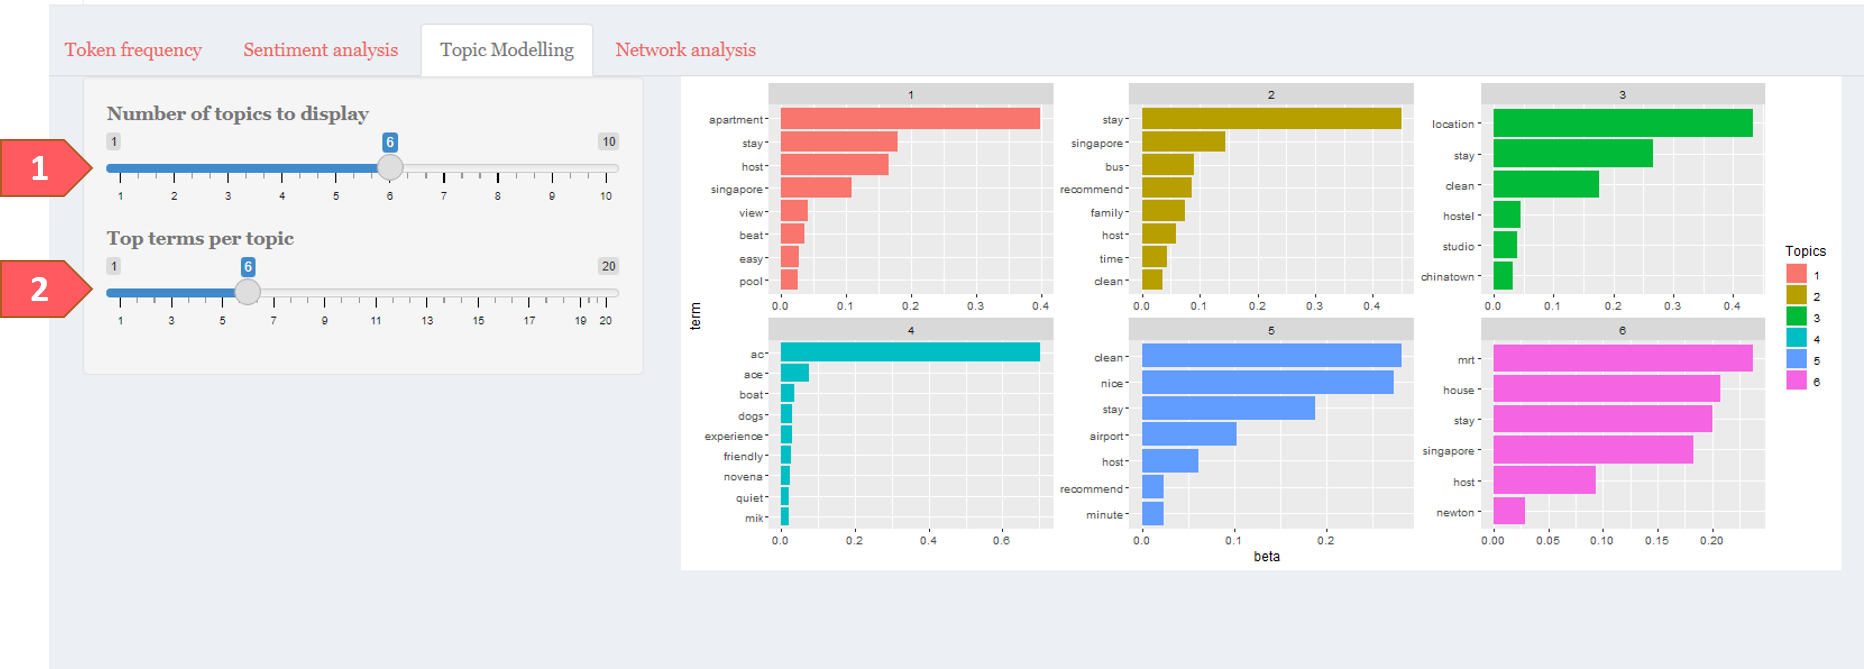 Token frequency Sentiment analysis Topic Modelling Network analysis
Number of topics to display
1 6 10
1
1 2 3 4 5 6 7 8 9 10
Top terms per topic
1 6 20
2
1 3 5 7 9 11 13 15 17 19 20
term
1
apartment
stay
host
singapore
view
beat
easy
pool
0.0 0.1 0.2 0.3 0.4
2
stay
singapore
bus
recommend
family
host
time
clean
0.0 0.1 0.2 0.3 0.4
3
location
stay
clean
hostel
studio
chinatown
0.0 0.1 0.2 0.3 0.4
4
ac
ace
boat
dogs
experience
friendly
novena
quiet
mik
0.0 0.2 0.4 0.6
5
clean
nice
stay
airport
host
recommend
minute
0.0 0.1 0.2
6
mrt
house
stay
singapore
host
newton
0.00 0.05 0.10 0.15 0.20
beta
Topics
1
2
3
4
5
6